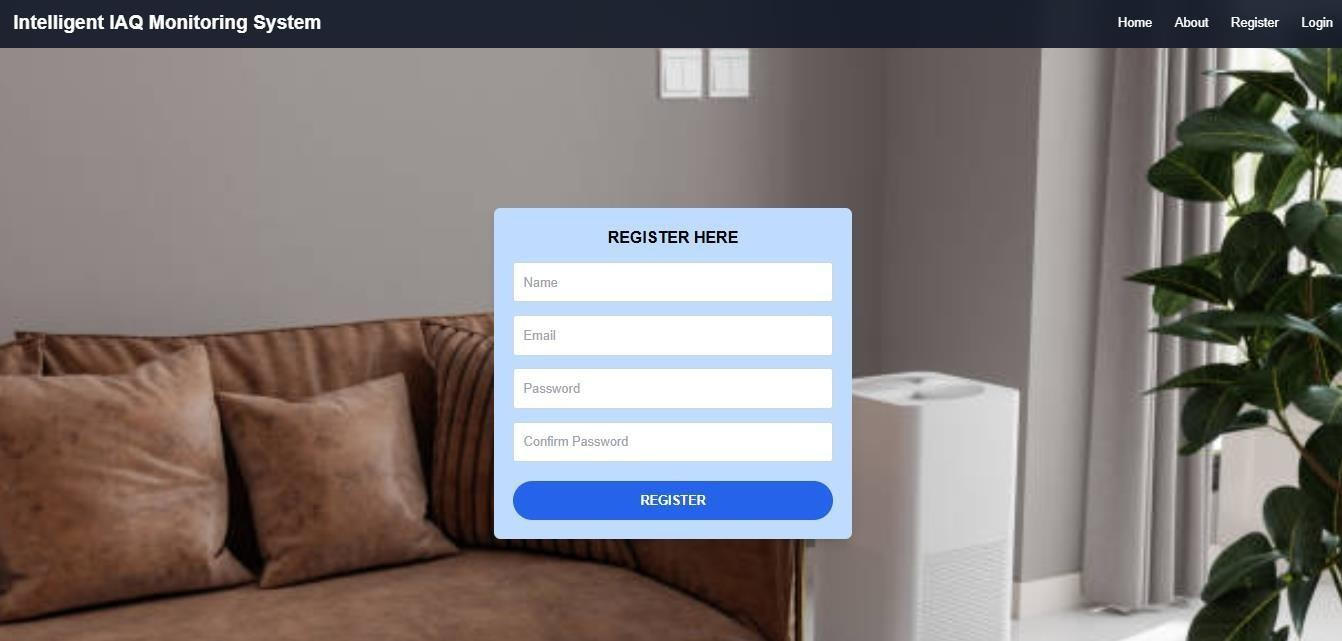 Intelligent IAQ Monitoring System
Home About Register Login
REGISTER HERE
Name
Email
Password
Confirm Password
REGISTER